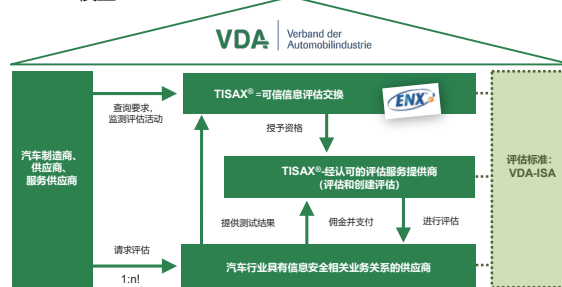 VDA
Verband der
Automobilindustrie
TISAX® =可信信息评估交换
ENX
查询要求，
监测评估活动
授予资格
汽车制造商、
供应商、
服务供应商
TISAX®-经认可的评估服务提供商
（评估和创建评估）
评估标准：
VDA-ISA
提供测试结果
佣金并支付
进行评估
请求评估
1:n!
汽车行业具有信息安全相关业务关系的供应商